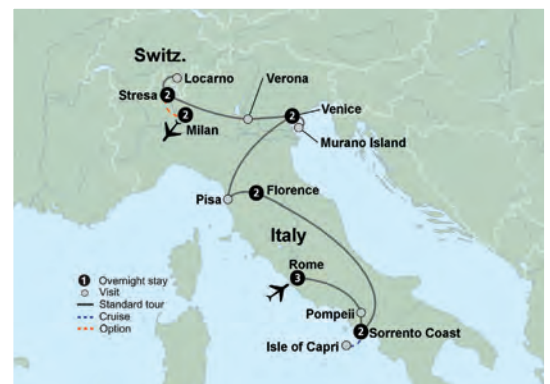 Switz.
Locarno
Verona
Stresa
2
2
Venice
2
Milan
Murano Island
2
Florence
Pisa
Italy
Rome
3
1 Overnight stay
Visit
Standard tour
Cruise
Option
Pompeii
2
Sorrento Coast
Isle of Capri